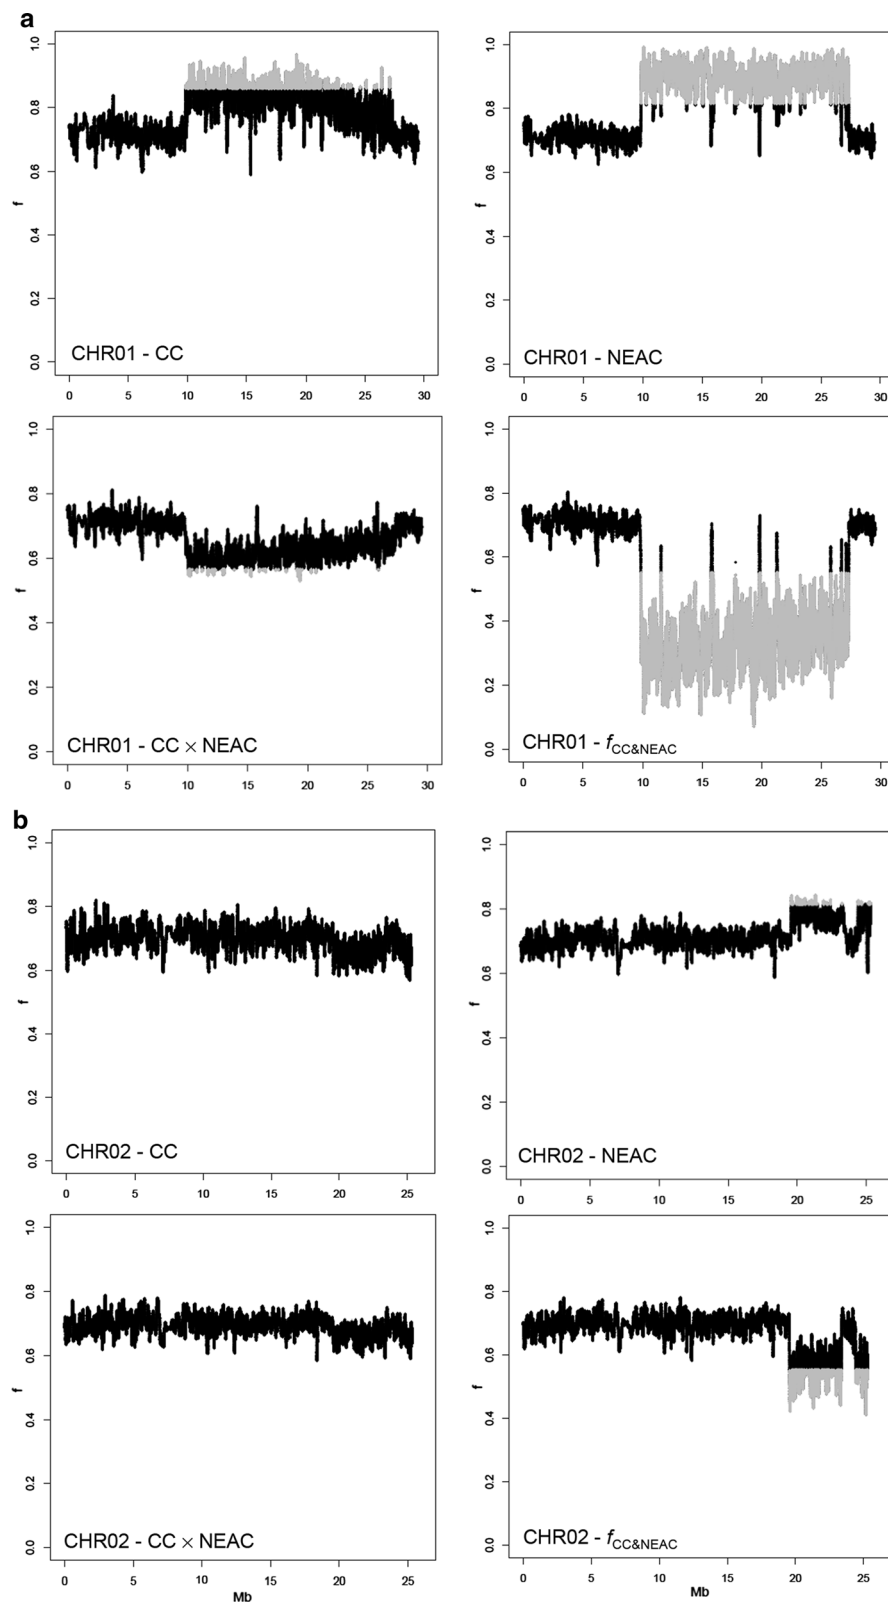 a
1.0
0.8
0.6
0.4
0.2
0.0
f
CHR01 - CC
0 5 10 15 20 25 30
1.0
0.8
0.6
0.4
0.2
0.0
f
CHR01 - NEAC
0 5 10 15 20 25 30
1.0
0.8
0.6
0.4
0.2
0.0
f
CHR01 - CC × NEAC
0 5 10 15 20 25 30
1.0
0.8
0.6
0.4
0.2
0.0
f
CHR01 - fCC&NEAC
0 5 10 15 20 25 30
b
1.0
0.8
0.6
0.4
0.2
0.0
f
CHR02 - CC
0 5 10 15 20 25
1.0
0.8
0.6
0.4
0.2
0.0
f
CHR02 - NEAC
0 5 10 15 20 25
1.0
0.8
0.6
0.4
0.2
0.0
f
CHR02 - CC × NEAC
0 5 10 15 20 25
Mb
1.0
0.8
0.6
0.4
0.2
0.0
f
CHR02 - fCC&NEAC
0 5 10 15 20 25
Mb